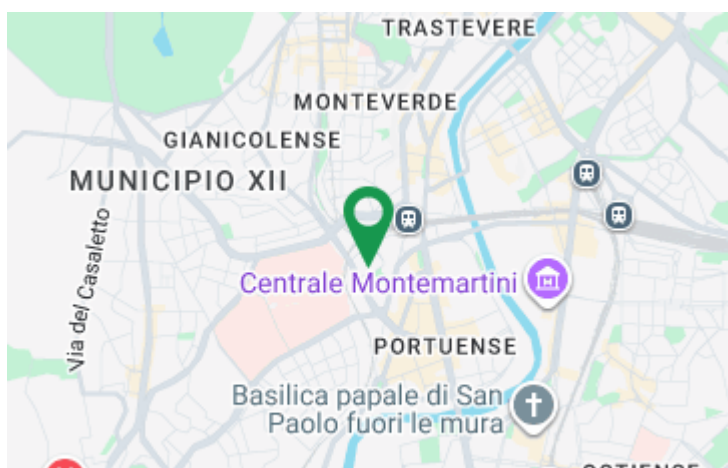 TRASTEVERE
MONTEVERDE
GIANICOLENSE
MUNICIPIO XII
Via del Casaletto
Centrale Montemartini
PORTUENSE
Basilica papale di San
Paolo fuori le mura
OSTIENSE